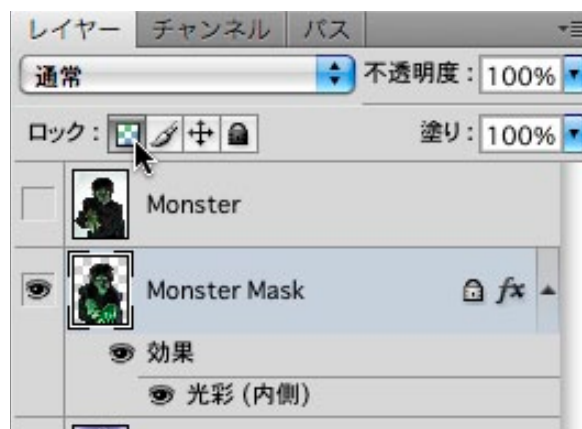 レイヤー チャンネル パス
通常 不透明度： 100%
ロック： 塗り： 100%
Monster
Monster Mask fx
効果
光彩 (内側)